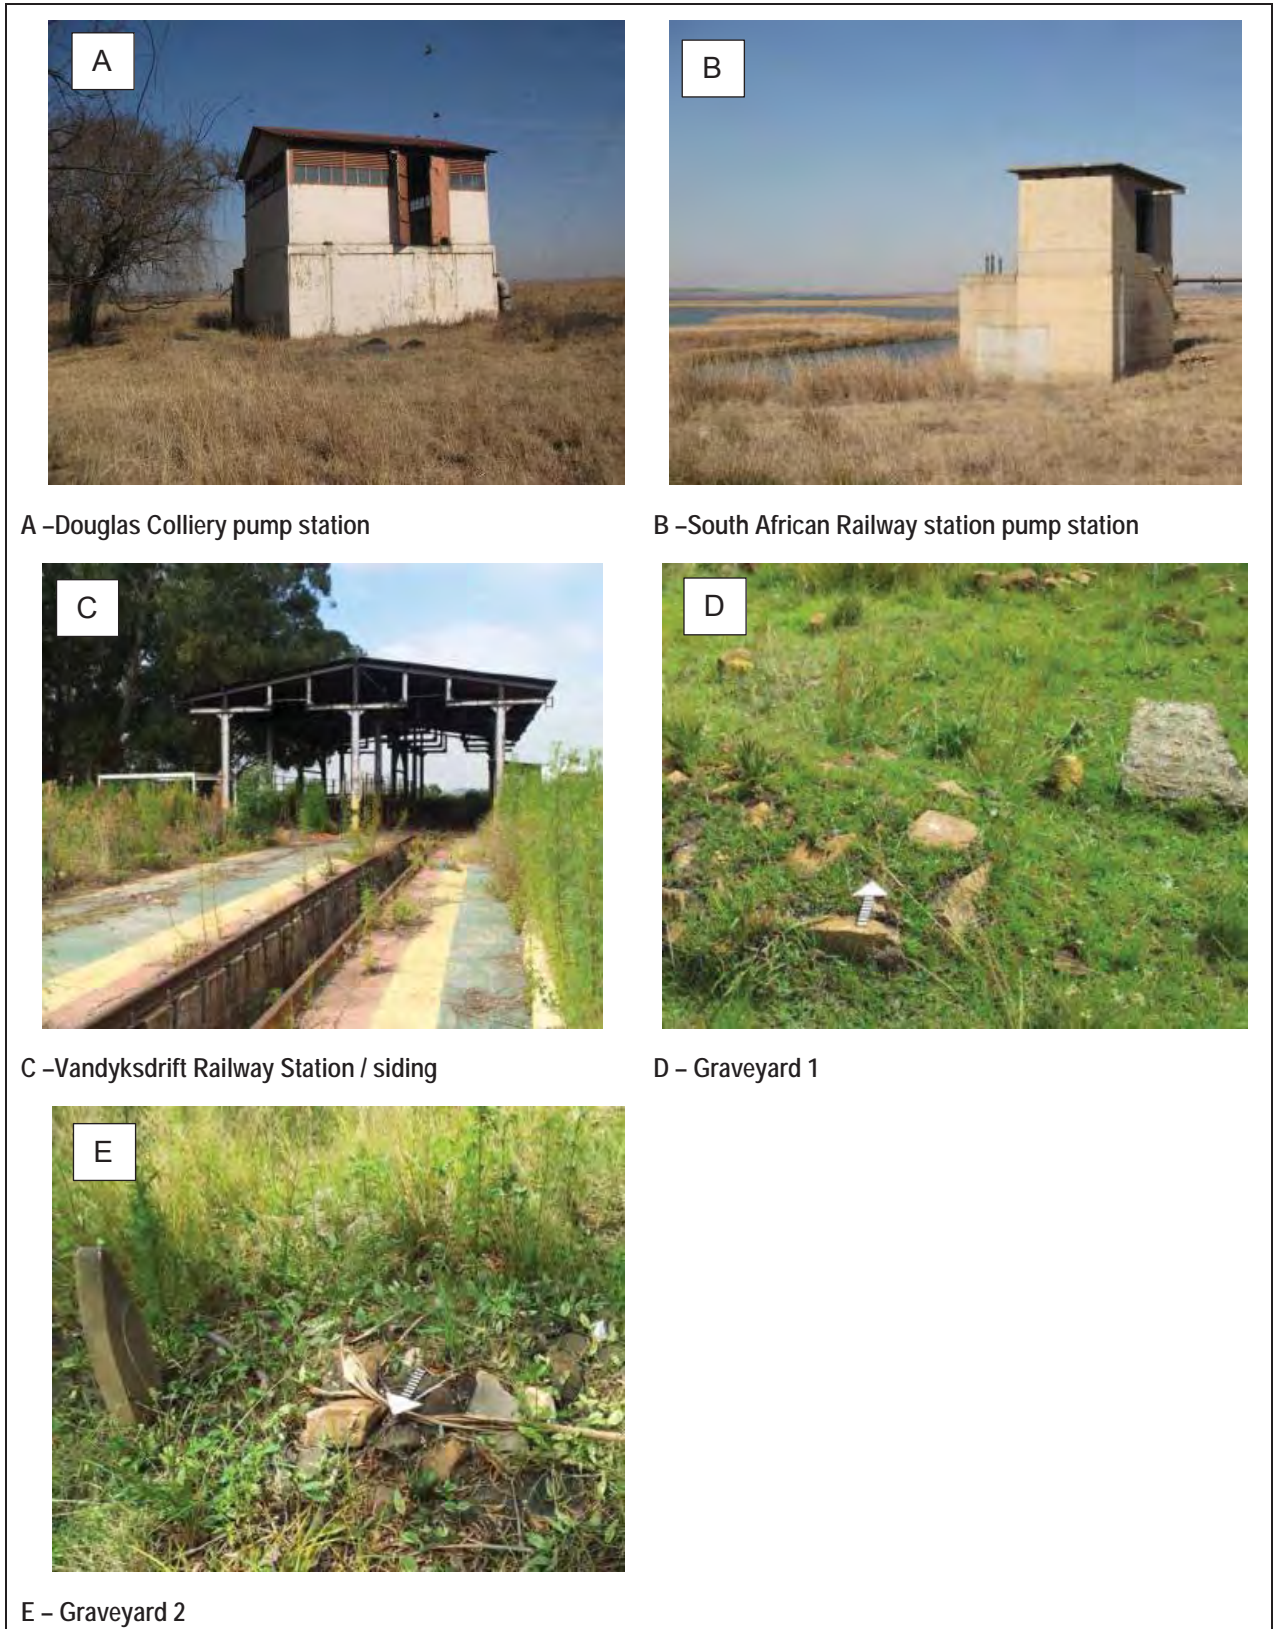 A
B
A –Douglas Colliery pump station
B –South African Railway station pump station
C
D
C –Vandyksdrift Railway Station / siding
D – Graveyard 1
E
E – Graveyard 2